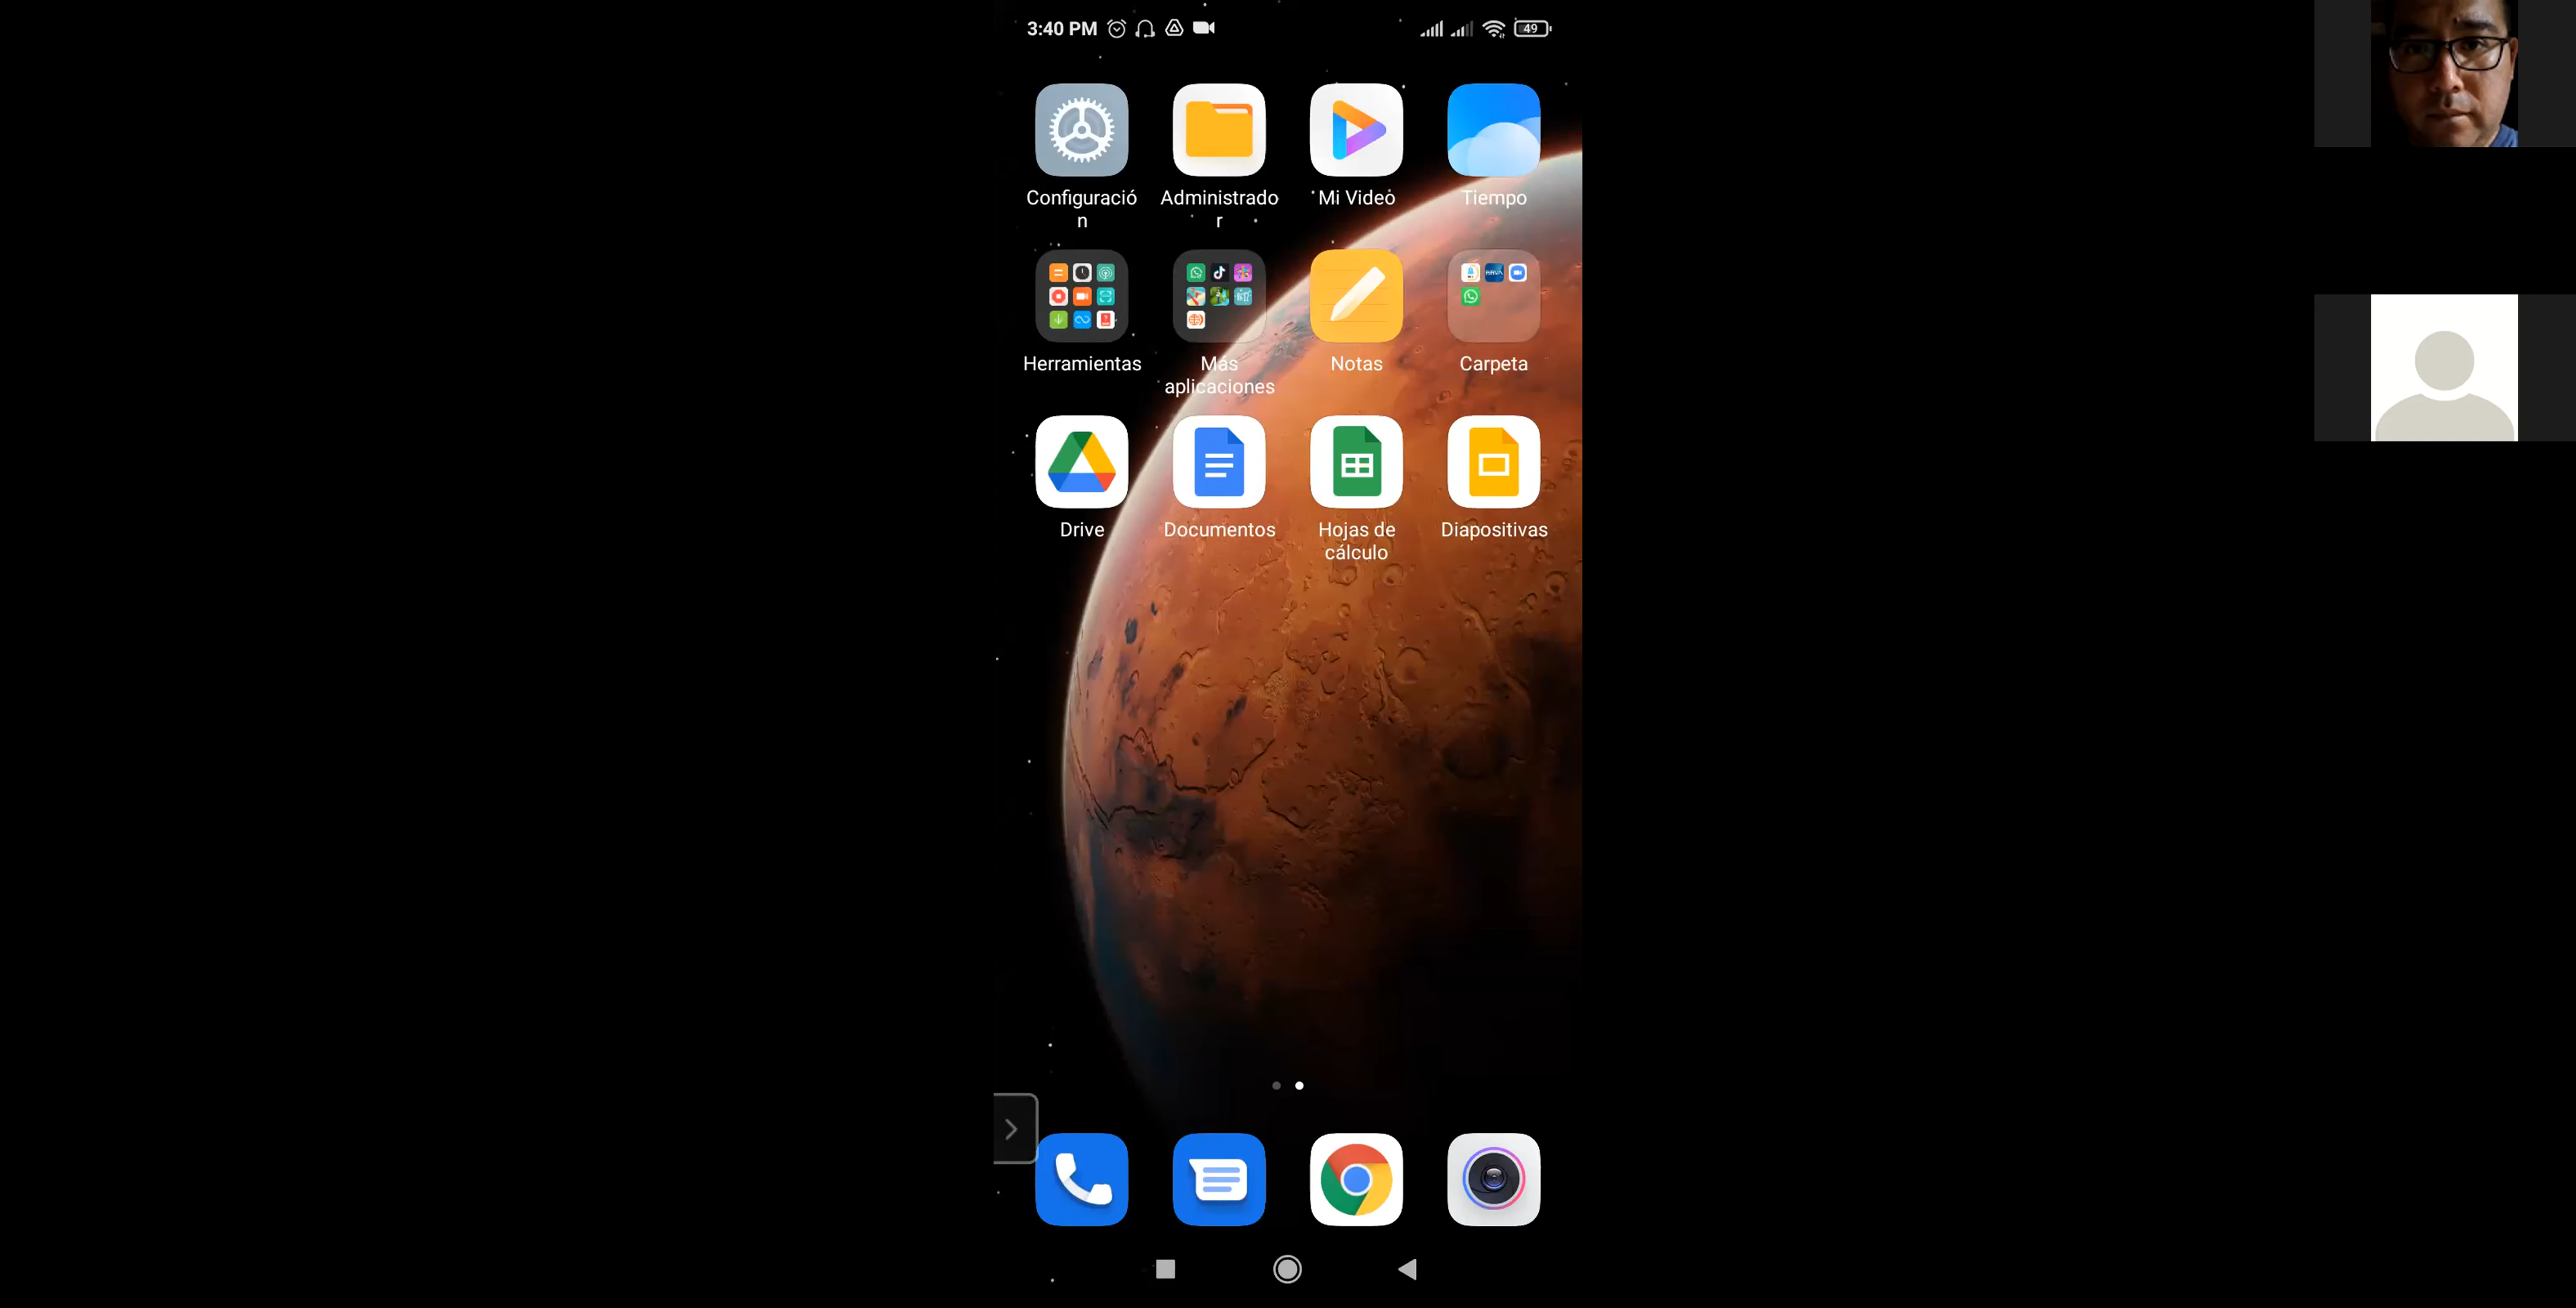 3:40 PM
49
Configuració
n
Administrado
r
Mi Video
Tiempo
Herramientas
Más
aplicaciones
Notas
Carpeta
Drive
Documentos
Hojas de
cálculo
Diapositivas